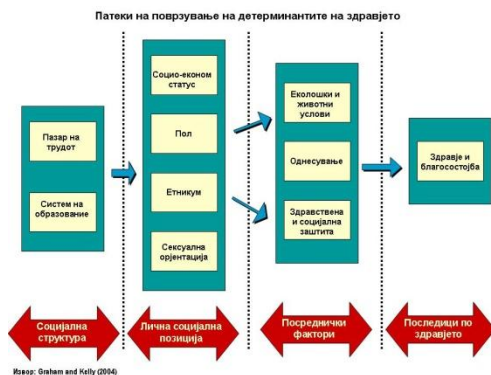 Патеки на поврзување на детерминантите на здравјето
Пазар на
трудот
Систем на
образование
Социо-економ
статус
Пол
Етникум
Сексуална
орјентација
Еколошки и
животни
услови
Однесување
Здравствена
и социјална
заштита
Здравје и
благосостојба
Социјална
структура
Лична социјална
позиција
Посреднички
фактори
Последици по
здравјето
Извор: Graham and Kelly (2004)